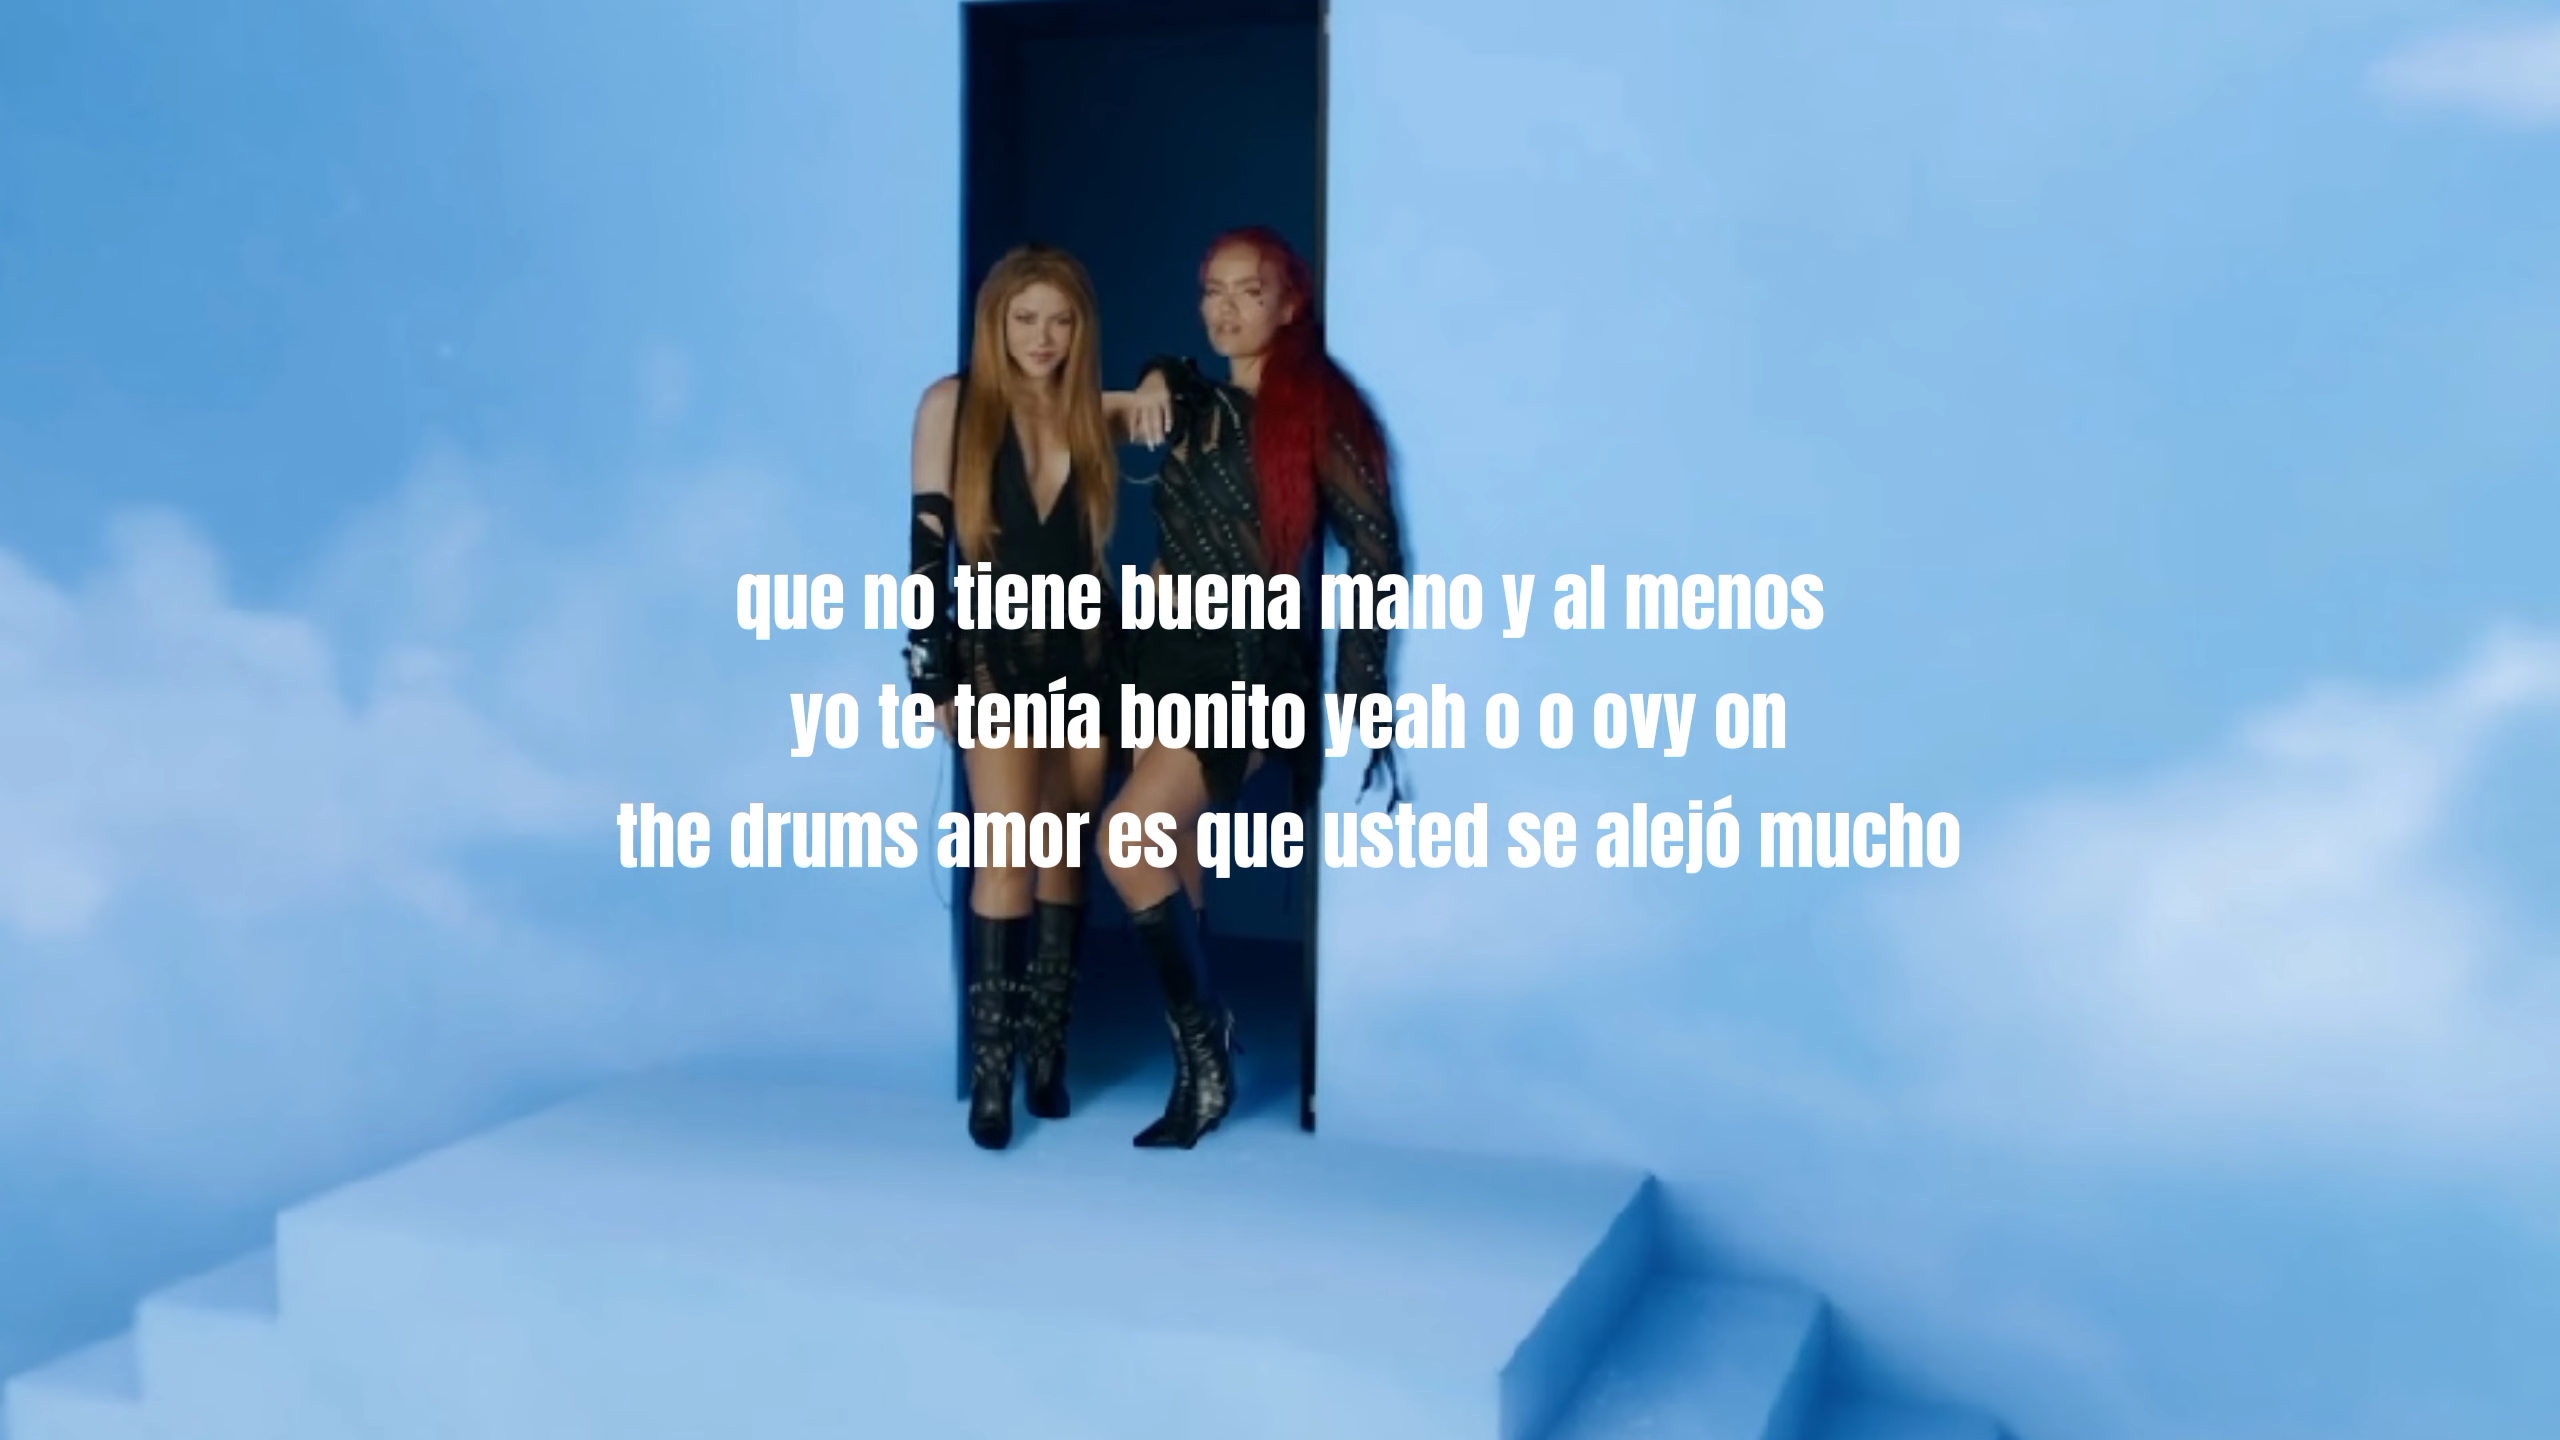 que no tiene buena mano y al menos
yo te tenía bonito yeah o o ovy on
the drums amor es que usted se alejó mucho